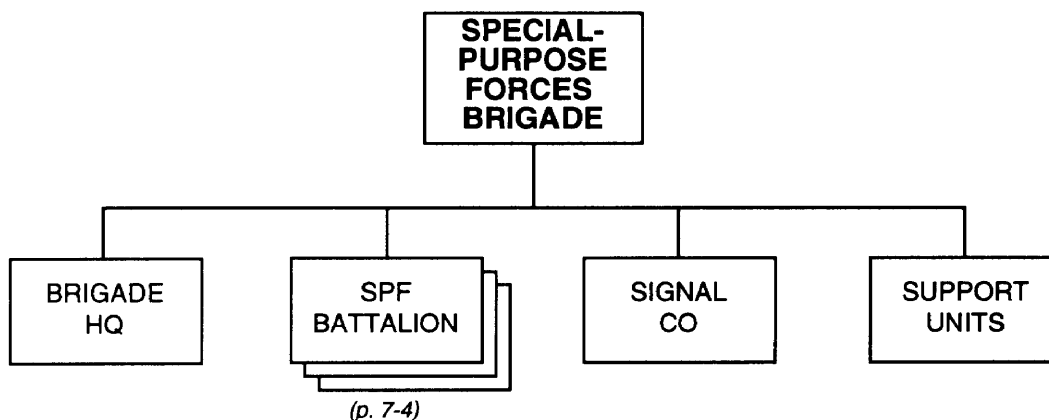 SPECIAL-
PURPOSE
FORCES
BRIGADE
BRIGADE
HQ
SPF
BATTALION
SIGNAL
CO
SUPPORT
UNITS
(p. 7-4)